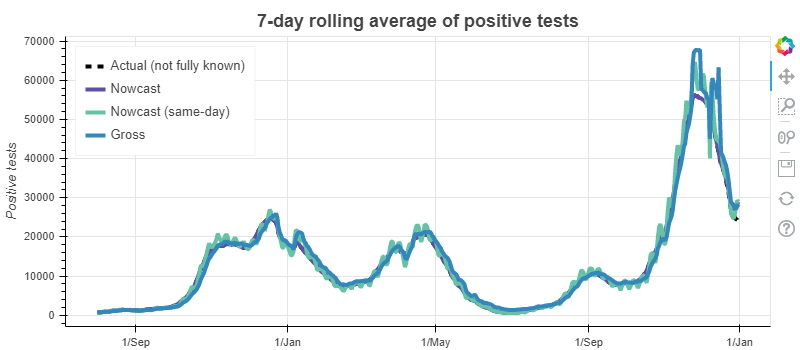 7-day rolling average of positive tests
70000
60000
50000
40000
30000
20000
10000
0
Positive tests
Actual (not fully known)
Nowcast
Nowcast (same-day)
Gross
1/Sep
1/Jan
1/May
1/Sep
1/Jan